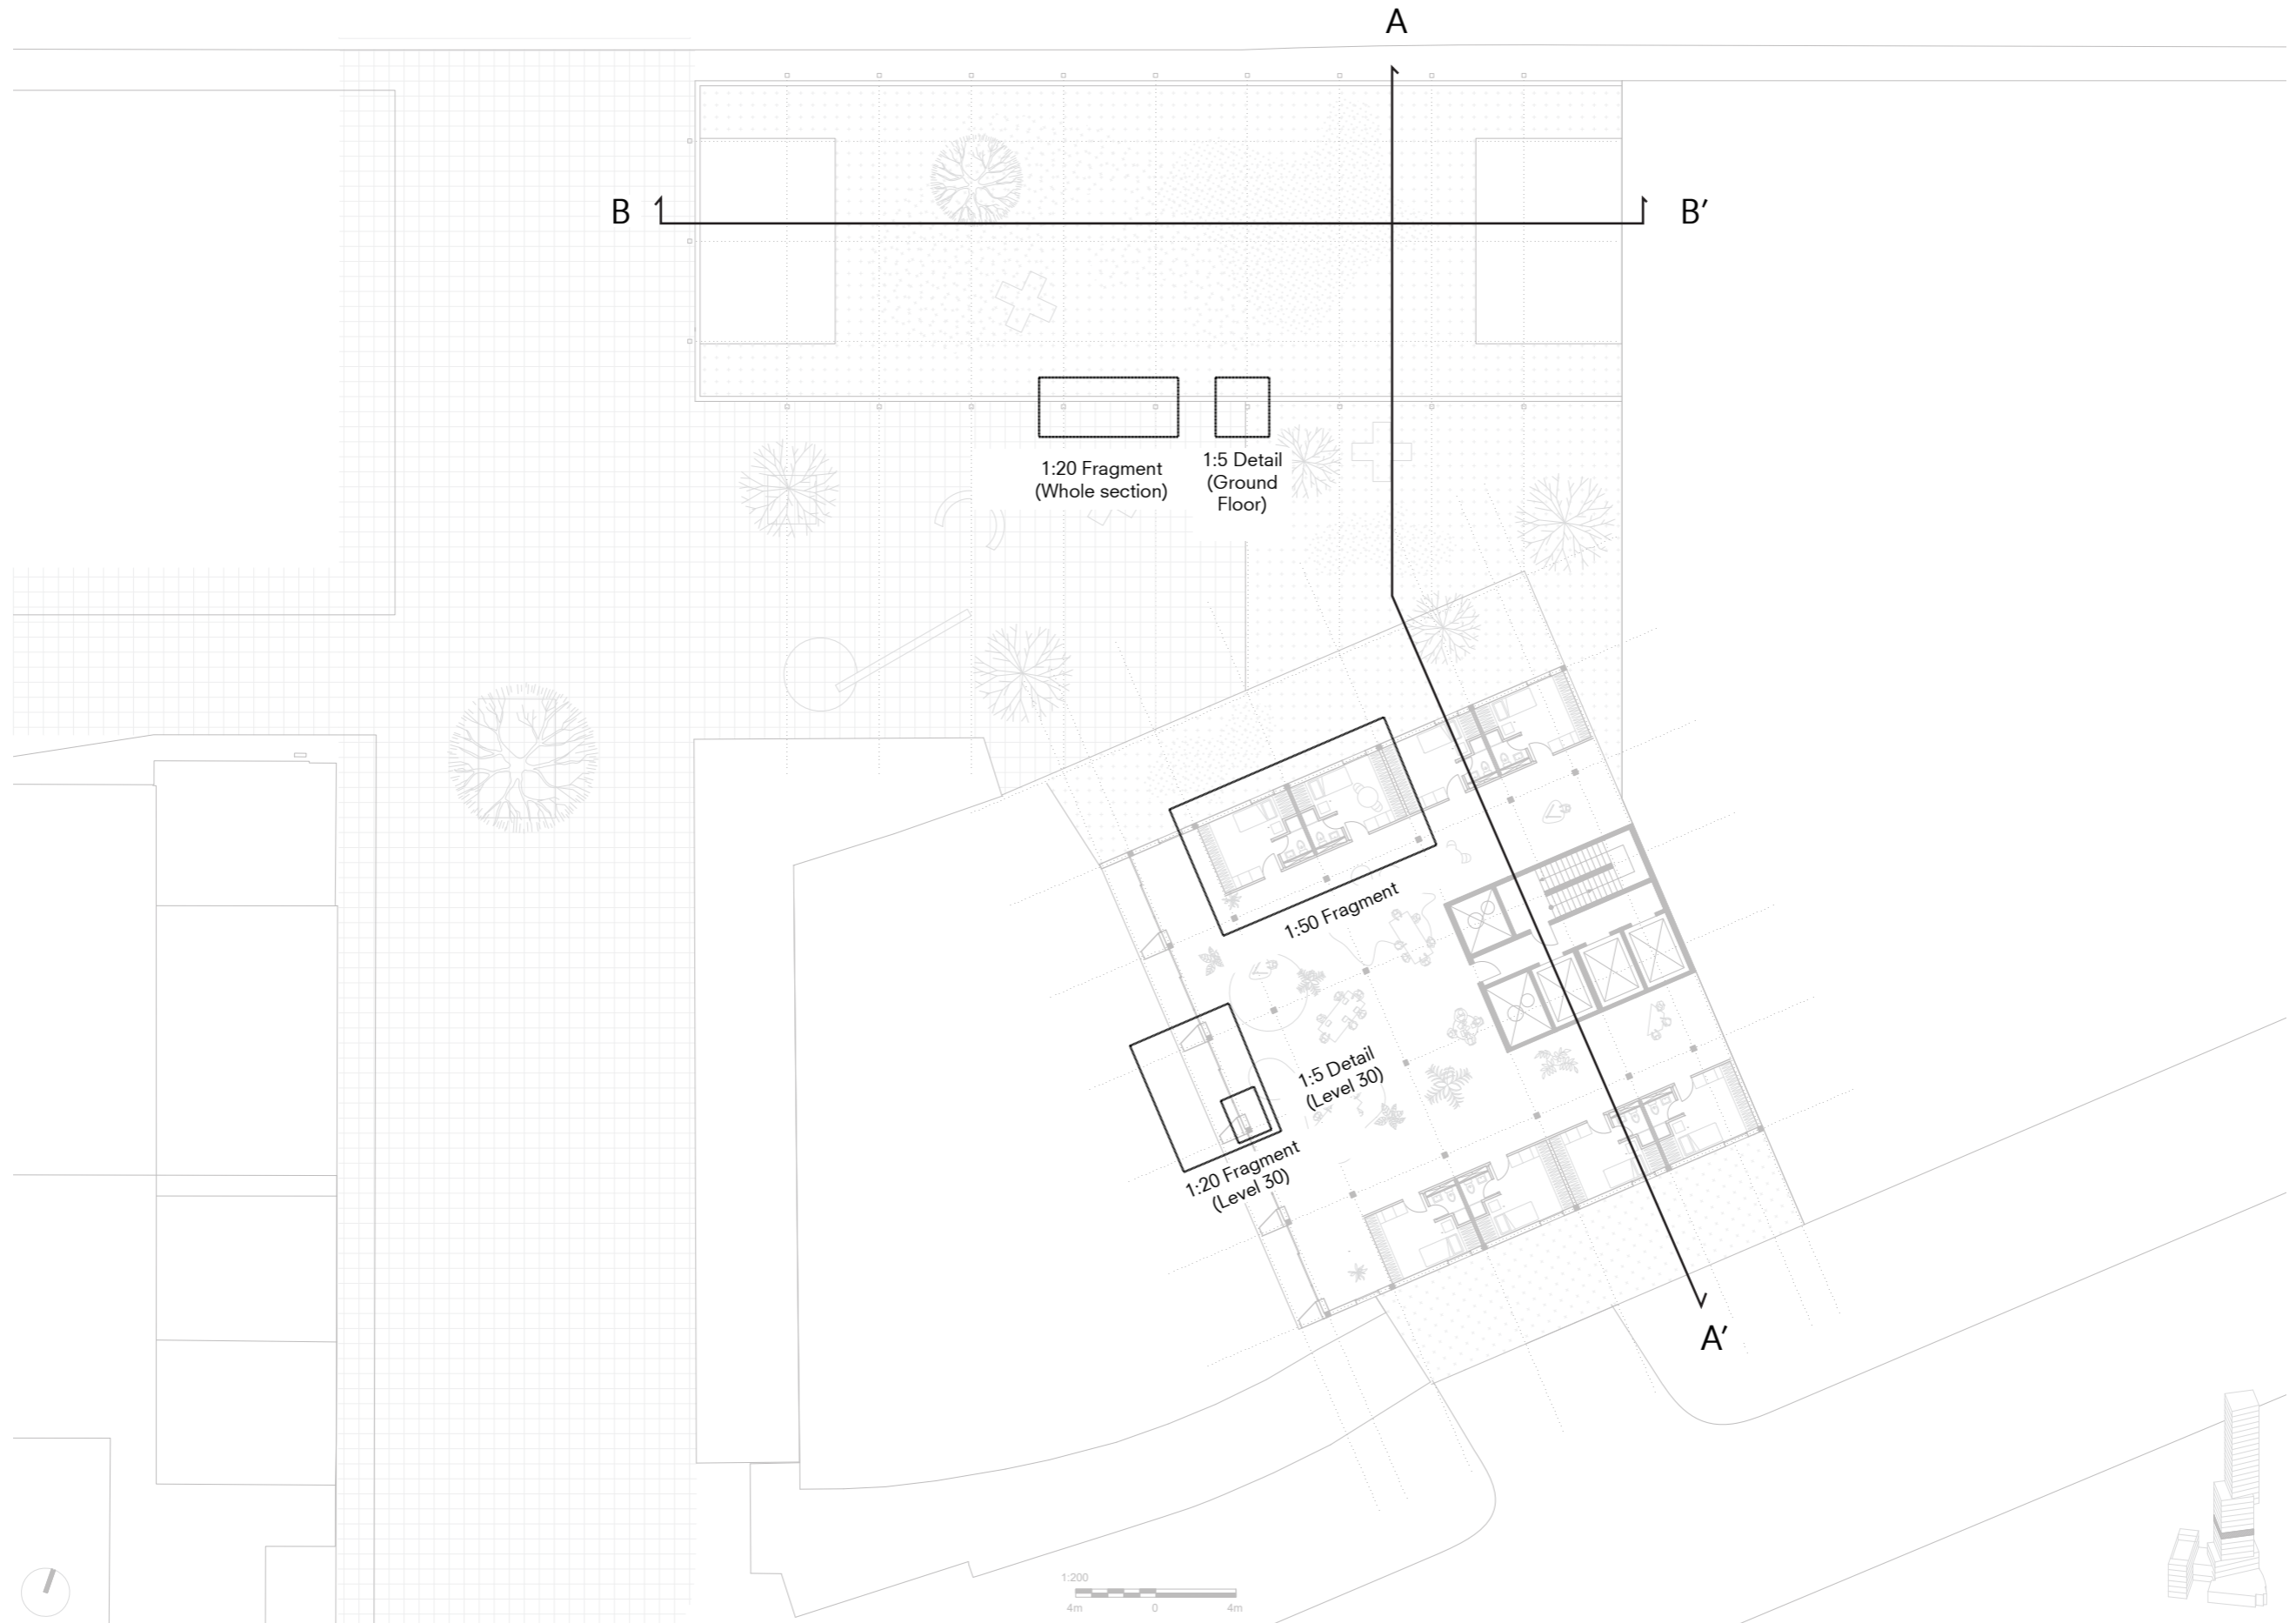 A
B
B′
1:20 Fragment
(Whole section)
1:5 Detail
(Ground
Floor)
1:50 Fragment
1:5 Detail
(Level 30)
1:20 Fragment
(Level 30)
A′
1:200
4m 0 4m